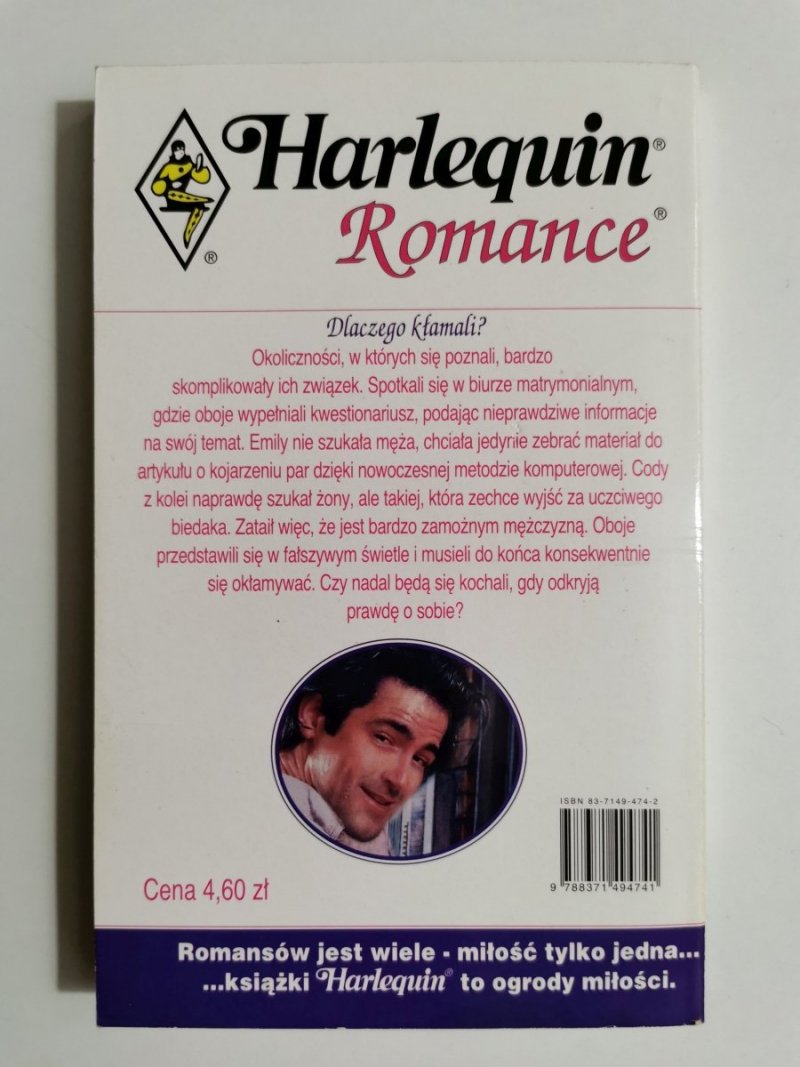 Harlequin®
Romance®
®
Dlaczego kłamali?
Okoliczności, w których się poznali, bardzo
skomplikowały ich związek. Spotkali się w biurze matrymonialnym,
gdzie oboje wypełniali kwestionariusz, podając nieprawdziwe informacje
na swój temat. Emily nie szukała męża, chciała jedynie zebrać materiał do
artykułu o kojarzeniu par dzięki nowoczesnej metodzie komputerowej. Cody
z kolei naprawdę szukał żony, ale takiej, która zechce wyjść za uczciwego
biedaka. Zataił więc, że jest bardzo zamożnym mężczyzną. Oboje
przedstawili się w fałszywym świetle i musieli do końca konsekwentnie
się okłamywać. Czy nadal będą się kochali, gdy odkryją
prawdę o sobie?
ISBN 83-7149-474-2
9 788371 494741
Cena 4,60 zł
Romansów jest wiele - miłość tylko jedna...
...książki Harlequin® to ogrody miłości.